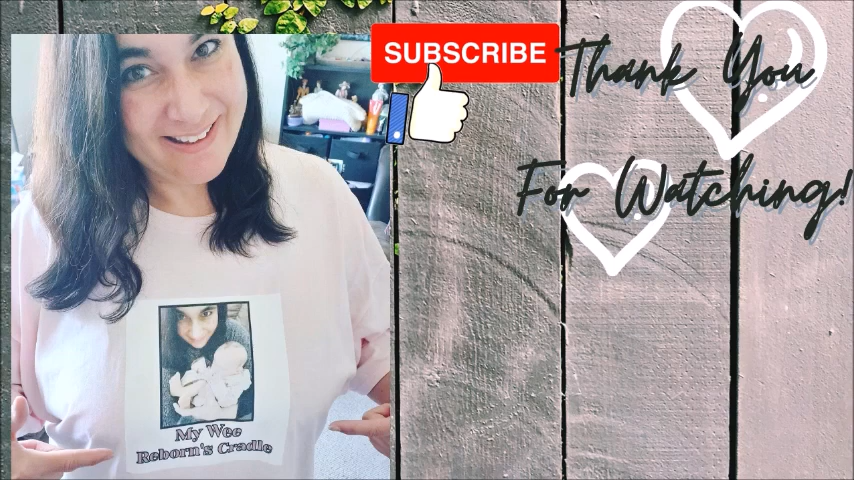 SUBSCRIBE
Thank You
For Watching!
My Wee
Reborn's Cradle